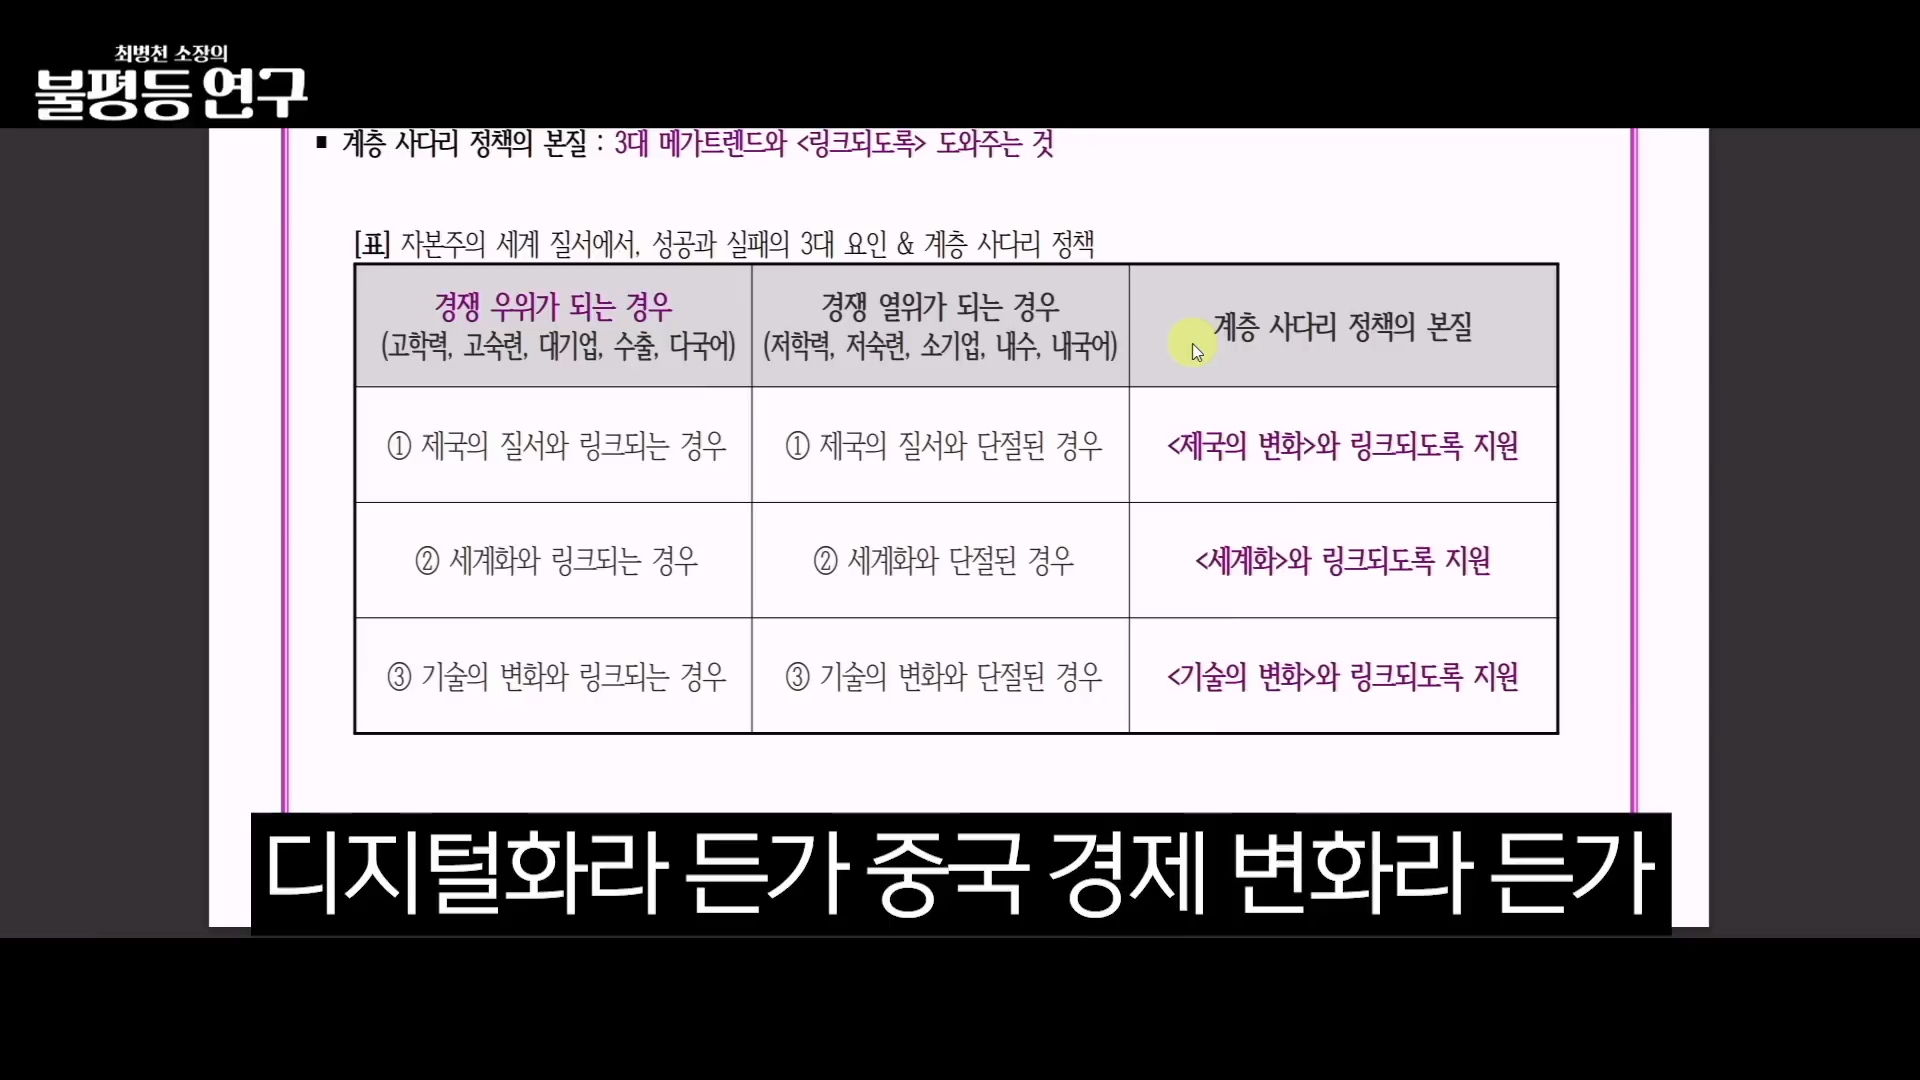 최병천 소장의
불평등 연구
▪ 계층 사다리 정책의 본질 : 3대 메가트렌드와 <링크되도록> 도와주는 것
[표] 자본주의 세계 질서에서, 성공과 실패의 3대 요인 & 계층 사다리 정책
경쟁 우위가 되는 경우
(고학력, 고숙련, 대기업, 수출, 다국어)
경쟁 열위가 되는 경우
(저학력, 저숙련, 소기업, 내수, 내국어)
계층 사다리 정책의 본질
① 제국의 질서와 링크되는 경우
① 제국의 질서와 단절된 경우
<제국의 변화>와 링크되도록 지원
② 세계화와 링크되는 경우
② 세계화와 단절된 경우
<세계화>와 링크되도록 지원
③ 기술의 변화와 링크되는 경우
③ 기술의 변화와 단절된 경우
<기술의 변화>와 링크되도록 지원
디지털화라 든가 중국 경제 변화라 든가